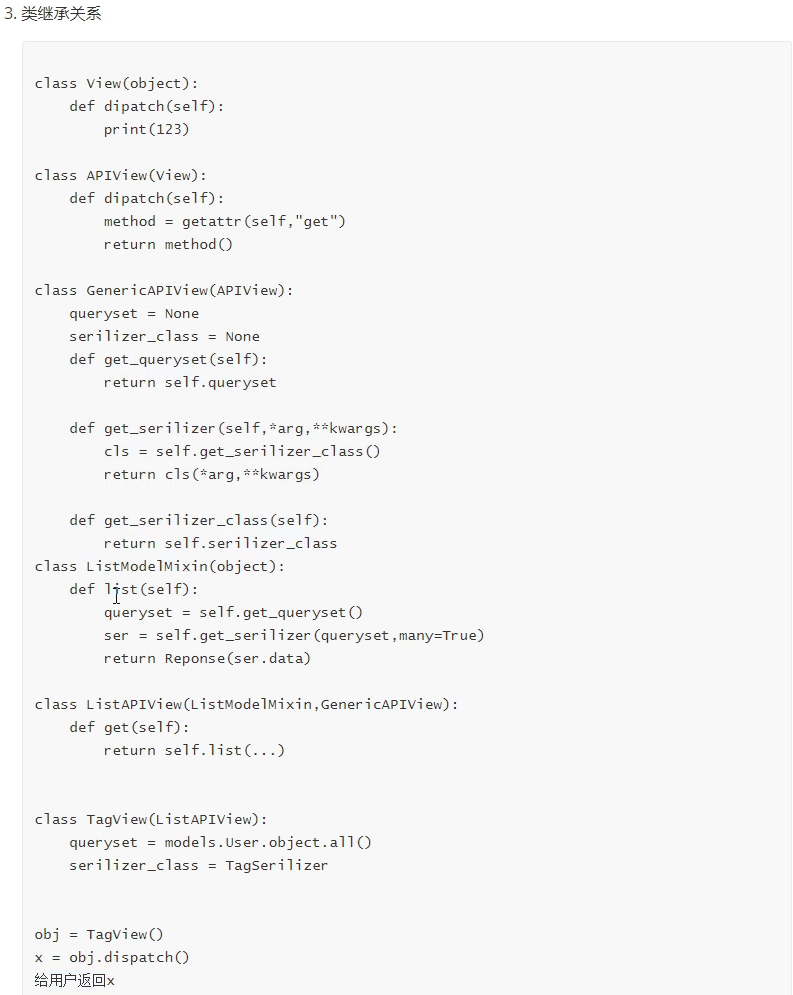 3. 类继承关系
class View(object):
    def dipatch(self):
        print(123)
class APIView(View):
    def dipatch(self):
        method = getattr(self,"get")
        return method()
class GenericAPIView(APIView):
    queryset = None
    serilizer_class = None
    def get_queryset(self):
        return self.queryset
    def get_serilizer(self,*arg,**kwargs):
        cls = self.get_serilizer_class()
        return cls(*arg,**kwargs)
    def get_serilizer_class(self):
        return self.serilizer_class
class ListModelMixin(object):
    def list(self):
        queryset = self.get_queryset()
        ser = self.get_serilizer(queryset,many=True)
        return Reponse(ser.data)
class ListAPIView(ListModelMixin,GenericAPIView):
    def get(self):
        return self.list(...)
class TagView(ListAPIView):
    queryset = models.User.object.all()
    serilizer_class = TagSerilizer
obj = TagView()
x = obj.dispatch()
给用户返回x